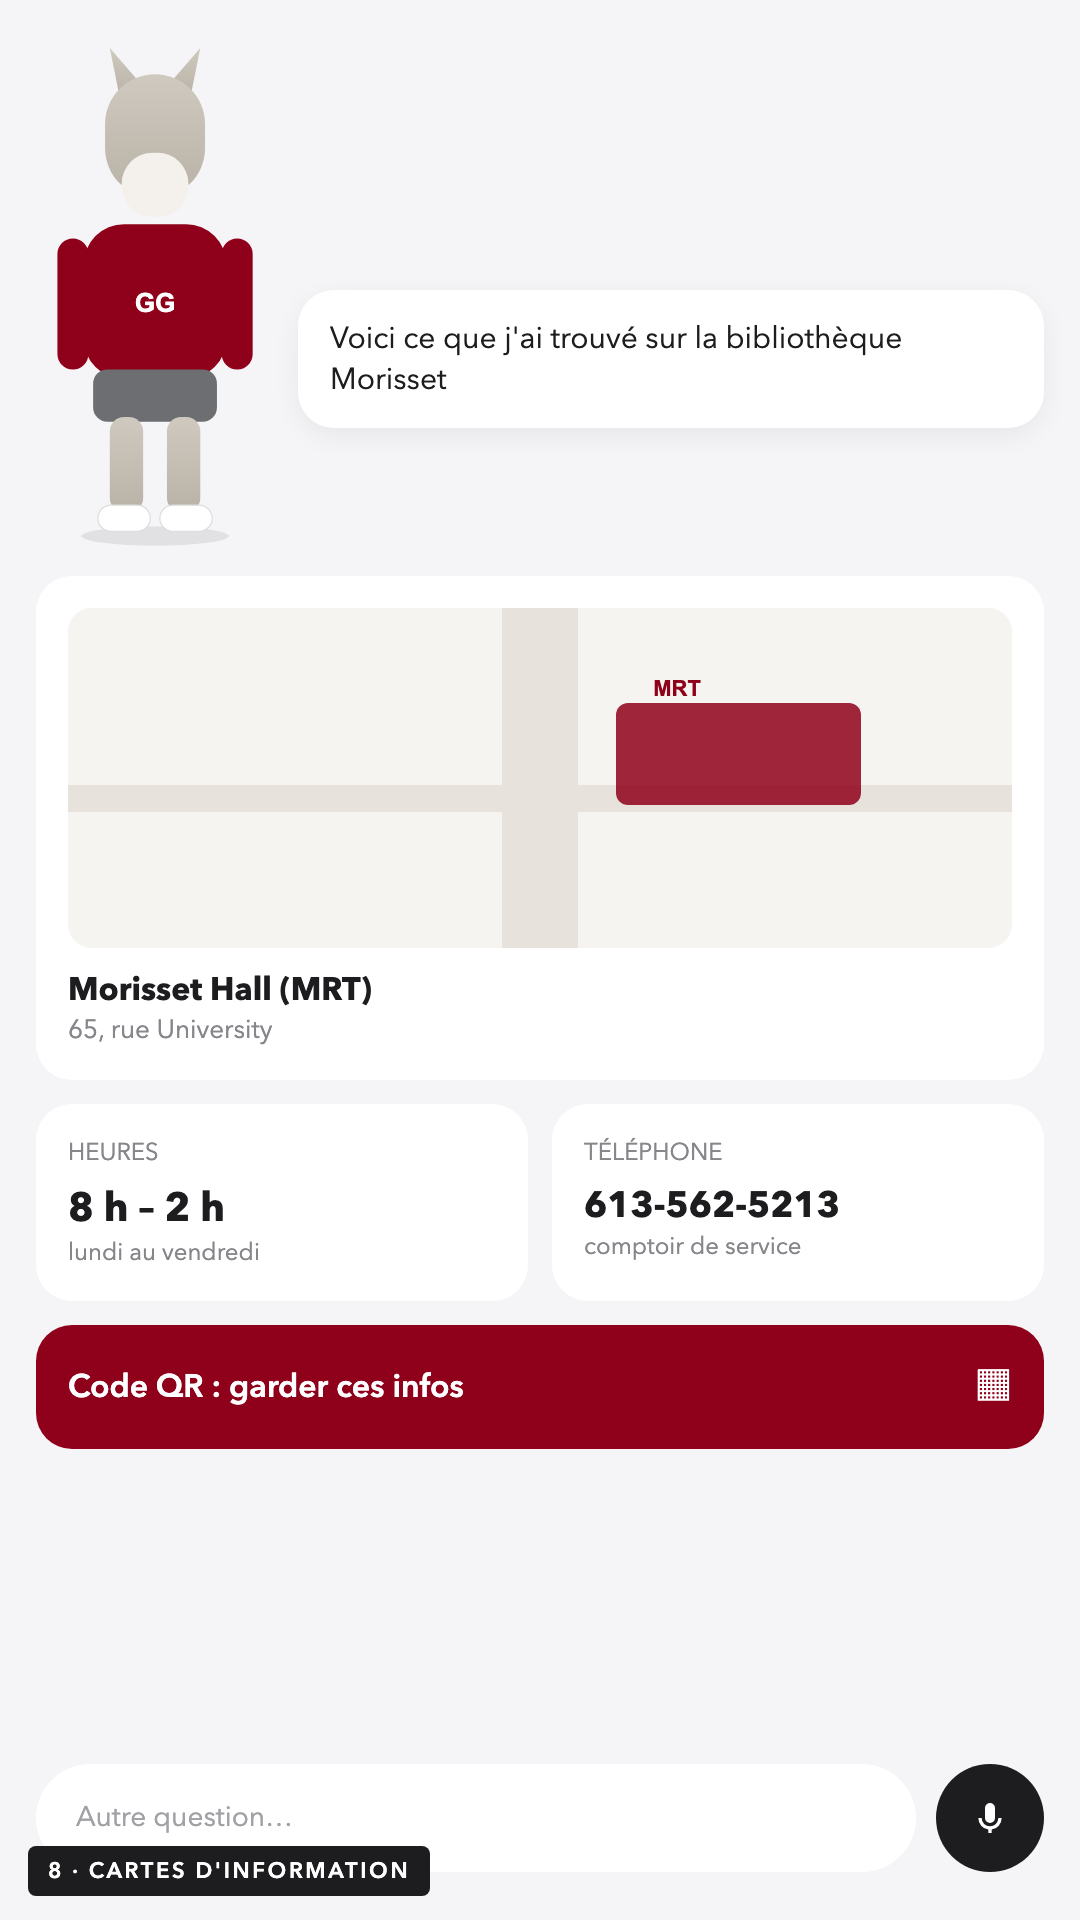 GG
Voici ce que j'ai trouvé sur la bibliothèque
Morisset
MRT
Morisset Hall (MRT)
65, rue University
HEURES
8 h – 2 h
lundi au vendredi
TÉLÉPHONE
613-562-5213
comptoir de service
Code QR : garder ces infos
Autre question...
8 · CARTES D'INFORMATION